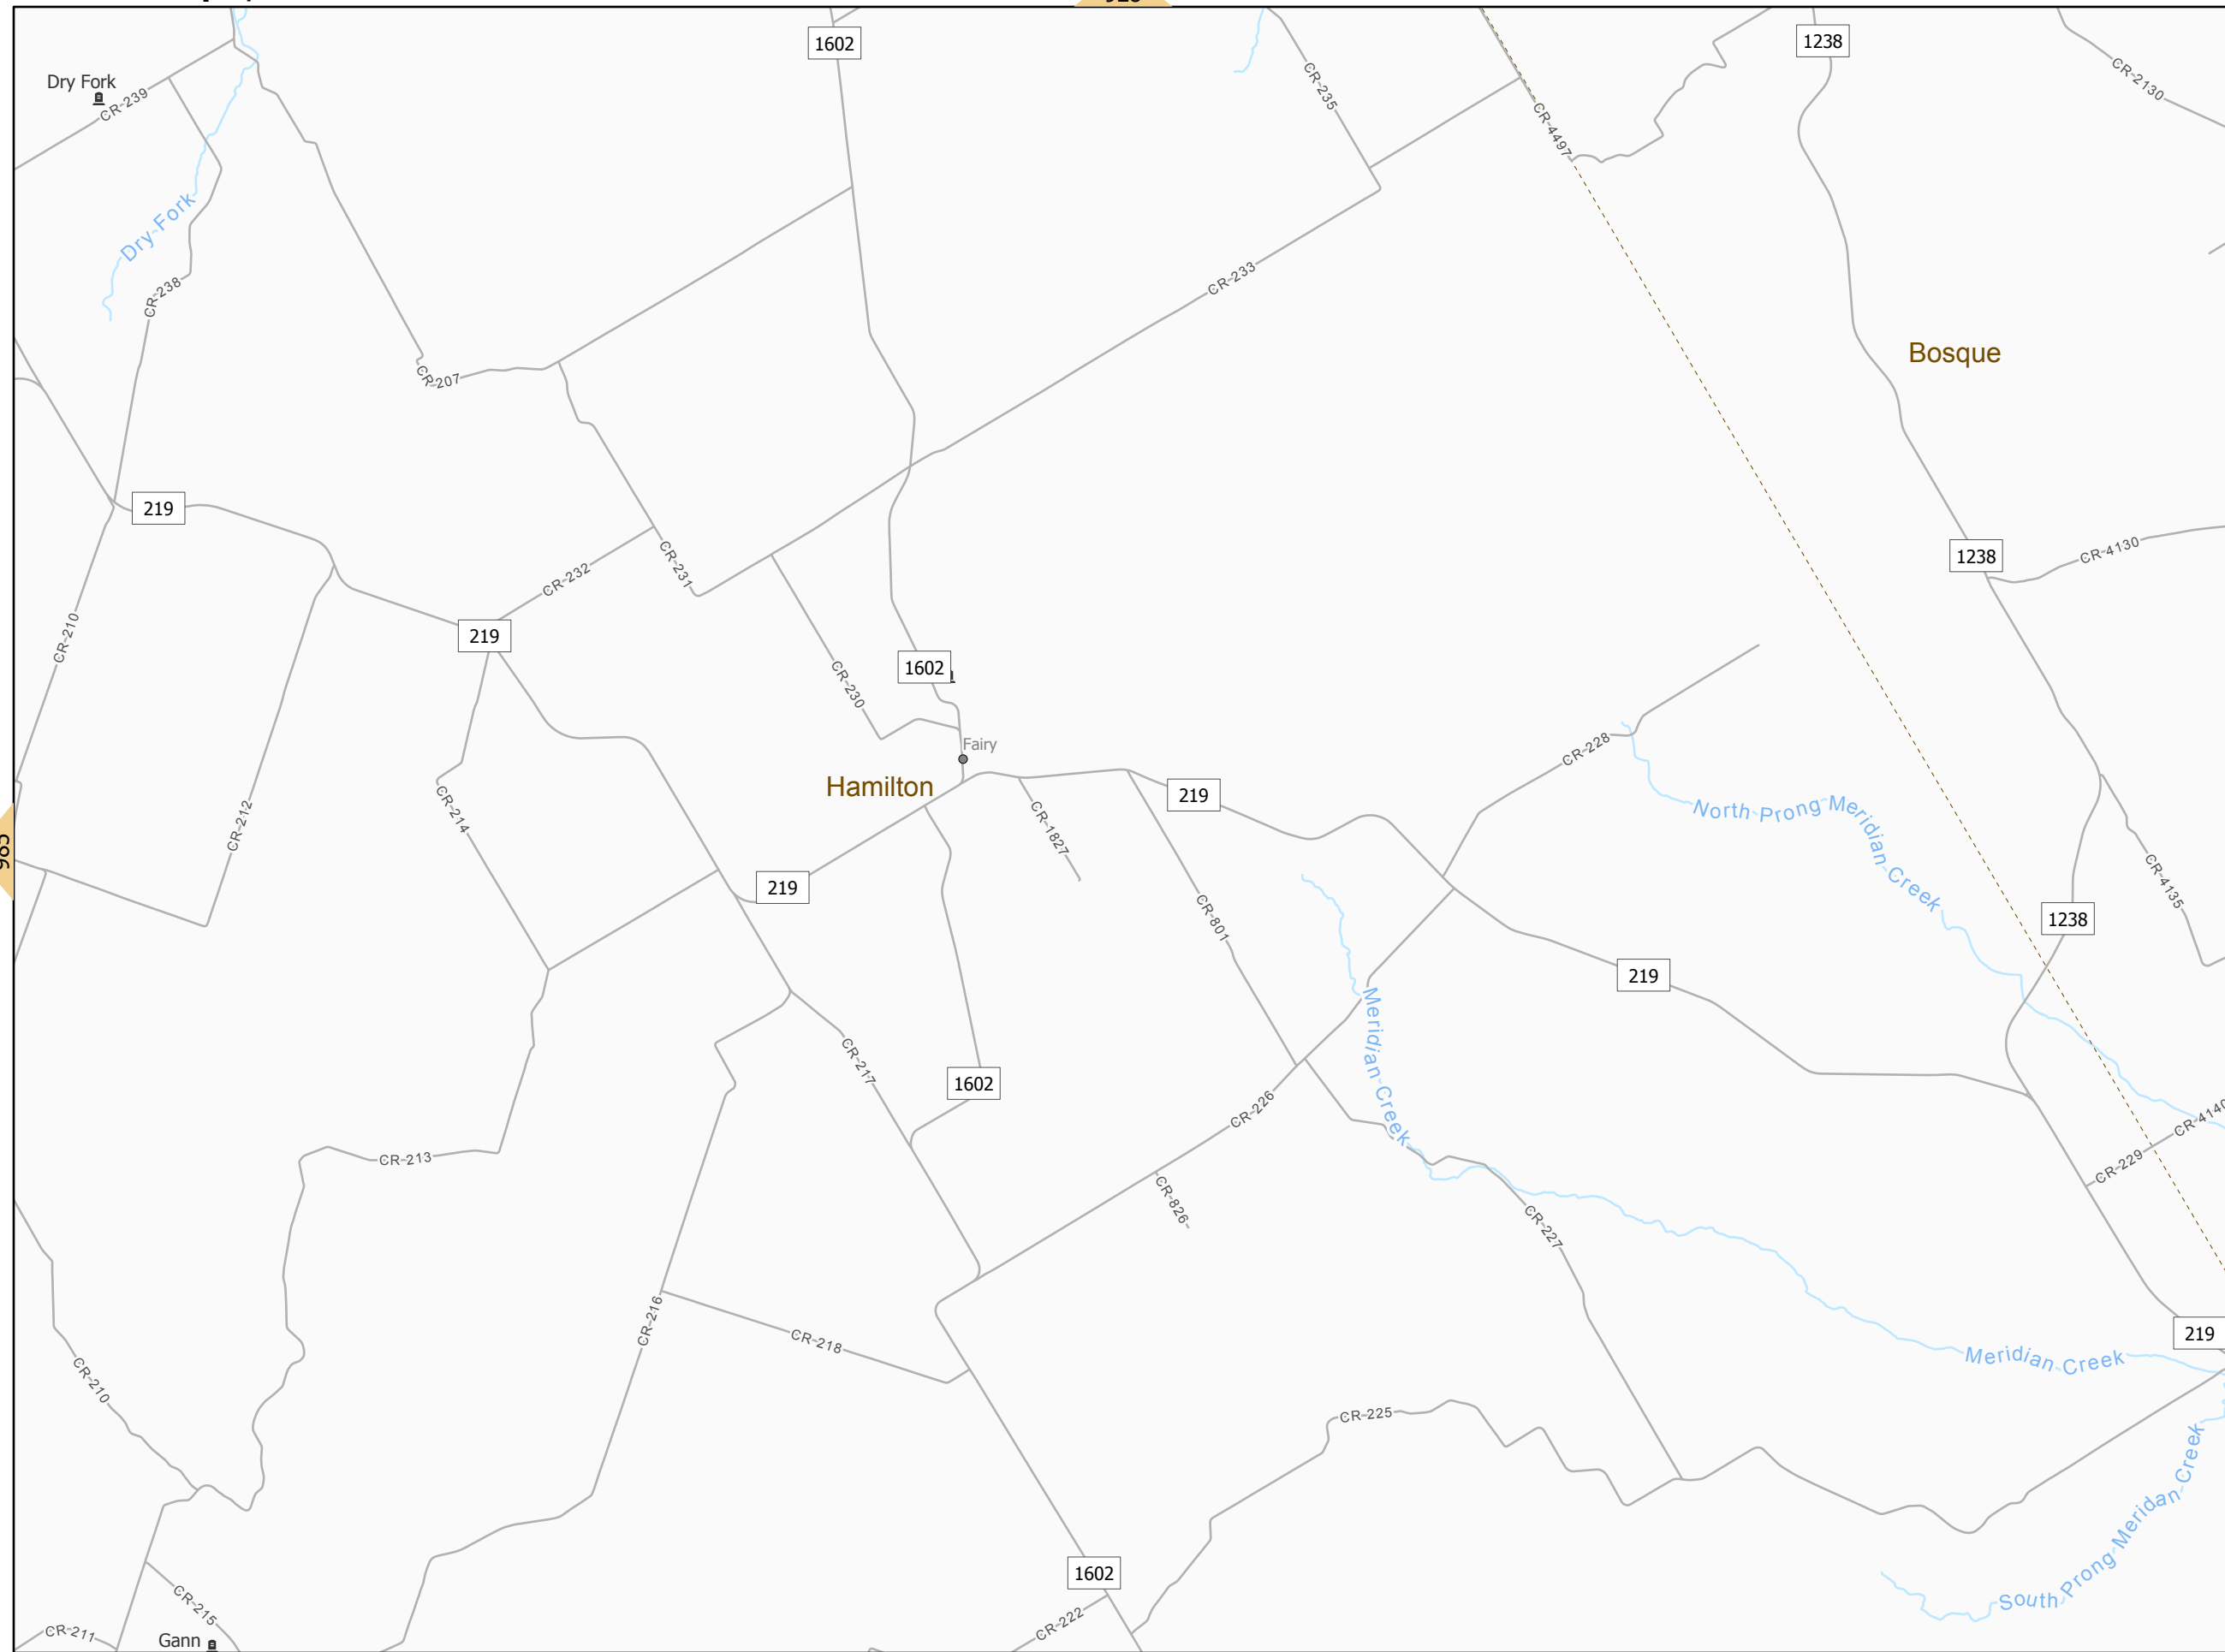 1602
1238
CR-2130
Dry Fork
CR-235
CR-239
CR-4497
Dry Fork
CR-233
CR-238
Bosque
CR-207
219
1238
CR-4130
CR-231
CR-232
219
CR-210
1602
CR-230
Fairy
CR-228
Hamilton
219
North Prong Meridian Creek
CR-214
CR-212
CR-1827
985
219
CR-4135
CR-801
1238
219
Meridian Creek
CR-217
1602
CR-226
CR-4140
CR-213
CR-229
CR-826
CR-227
CR-216
CR-218
219
Meridian Creek
CR-210
CR-225
South Prong Meridan Creek
1602
CR-215
CR-222
CR-211
Gann